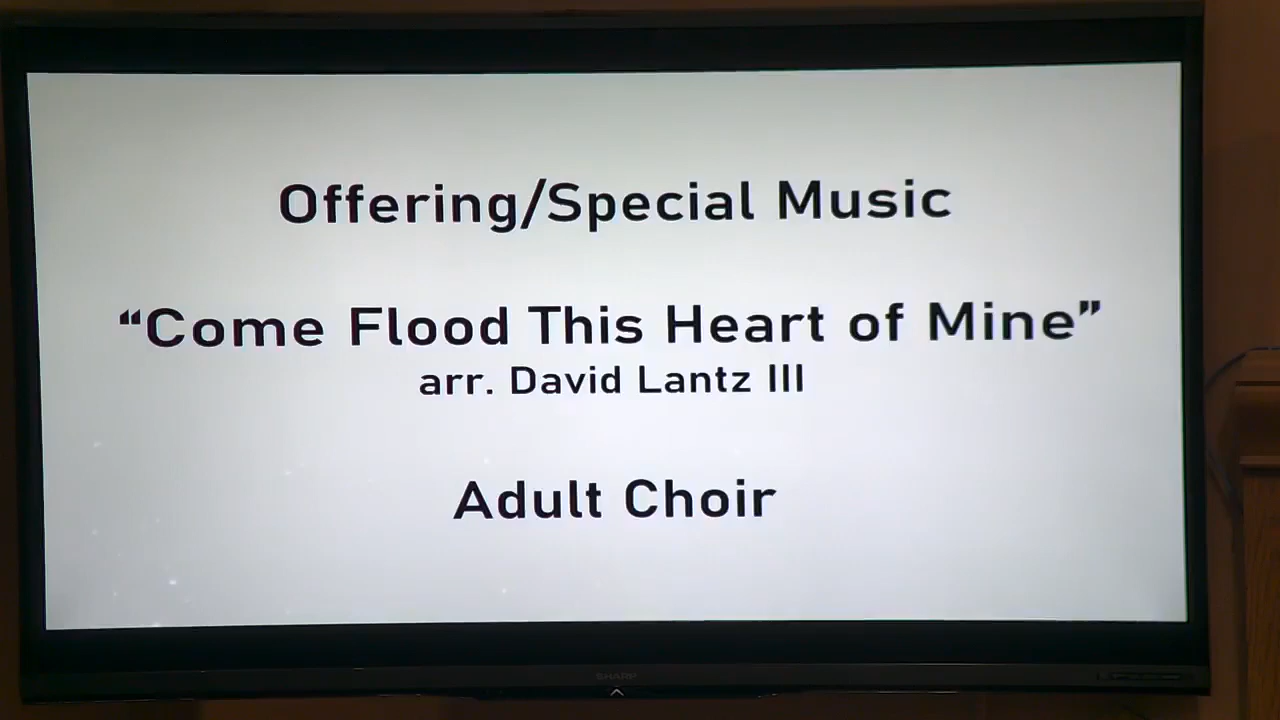 Offering/Special Music
“Come Flood This Heart of Mine”
arr. David Lantz III
Adult Choir
SHARP